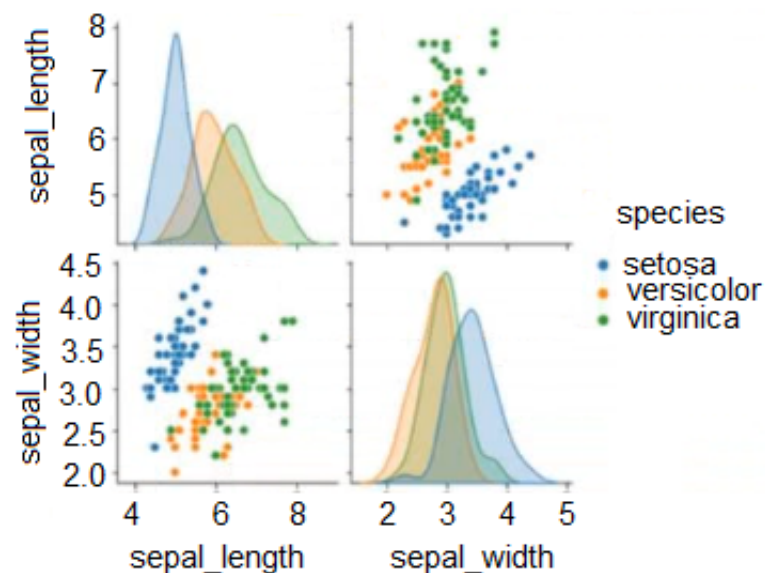 sepal_length
8
7
6
5
species
setosa
versicolor
virginica
sepal_width
4.5
4.0
3.5
3.0
2.5
2.0
4 6 8
2 3 4 5
sepal_length
sepal_width